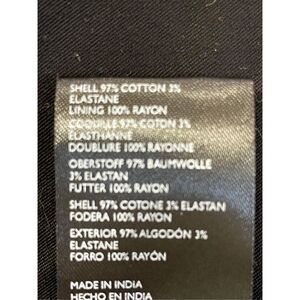 SHELL 97% COTTON 3%
ELASTANE
LINING 100% RAYON
COQUILLE 97% COTON 3%
ÉLASTHANNE
DOUBLURE 100% RAYONNE
OBERSTOFF 97% BAUMWOLLE
3% ELASTAN
FUTTER 100% RAYON
SHELL 97% COTONE 3% ELASTAN
FODERA 100% RAYON
EXTERIOR 97% ALGODÓN 3%
ELASTANE
FORRO 100% RAYÓN
MADE IN INDIA
HECHO EN INDIA